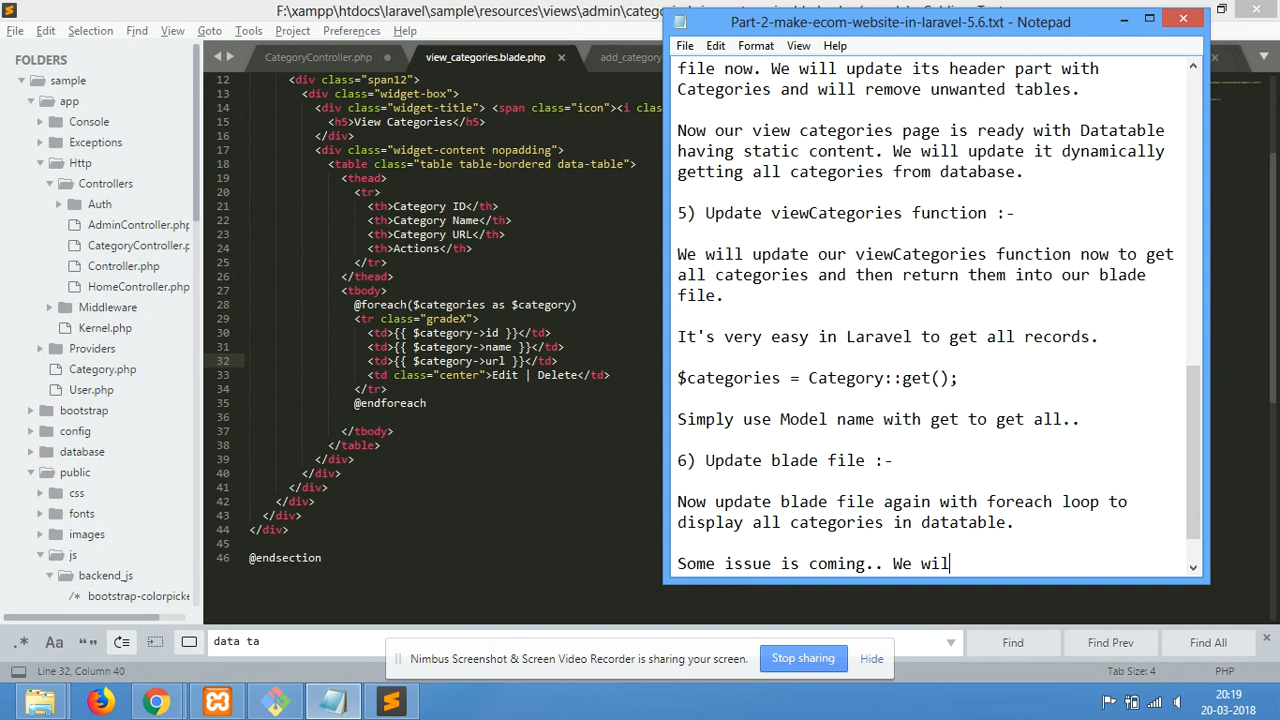 F:\xampp\htdocs\laravel\sample\resources\views\admin\categ
File Edit Selection Find View Goto Tools Project Preferences Help
FOLDERS
sample
app
Console
Exceptions
Http
Controllers
Auth
AdminController.php
CategoryController.p
Controller.php
HomeController.php
Middleware
Kernel.php
Providers
Category.php
User.php
bootstrap
config
database
public
css
fonts
images
js
backend_js
bootstrap-colorpicke
CategoryController.php view_categories.blade.php add_category
12 <div class="span12">
13 <div class="widget-box">
14 <div class="widget-title"> <span class="icon"><i cl
15 <h5>View Categories</h5>
16 </div>
17 <div class="widget-content nopadding">
18 <table class="table table-bordered data-table">
19 <thead>
20 <tr>
21 <th>Category ID</th>
22 <th>Category Name</th>
23 <th>Category URL</th>
24 <th>Actions</th>
25 </tr>
26 </thead>
27 <tbody>
28 @foreach($categories as $category)
29 <tr class="gradeX">
30 <td>{{ $category->id }}</td>
31 <td>{{ $category->name }}</td>
32 <td>{{ $category->url }}</td>
33 <td class="center">Edit | Delete</td>
34 </tr>
35 @endforeach
36
37 </tbody>
38 </table>
39 </div>
40 </div>
41 </div>
42 </div>
43 </div>
44 </div>
45
46 @endsection
Part-2-make-ecom-website-in-laravel-5.6.txt - Notepad
File Edit Format View Help
file now. We will update its header part with
Categories and will remove unwanted tables.
Now our view categories page is ready with Datatable
having static content. We will update it dynamically
getting all categories from database.
5) Update viewCategories function :-
We will update our viewCategories function now to get
all categories and then return them into our blade
file.
It's very easy in Laravel to get all records.
$categories = Category::get();
Simply use Model name with get to get all..
6) Update blade file :-
Now update blade file again with foreach loop to
display all categories in datatable.
Some issue is coming.. We wil
.* Aa “ ” data ta Find Find Prev Find All
Nimbus Screenshot & Screen Video Recorder is sharing your screen. Stop sharing Hide
Line 32, Column 40 Tab Size: 4 PHP
20:19
20-03-2018